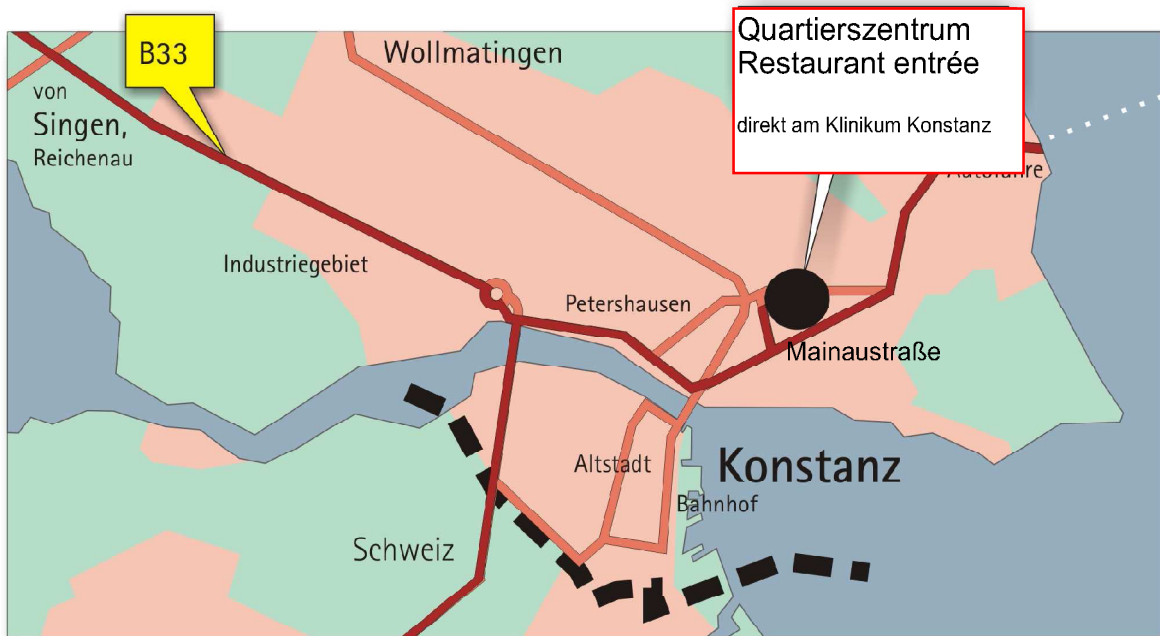 Quartierszentrum
Restaurant entrée
direkt am Klinikum Konstanz
B33
Wollmatingen
von
Singen,
Reichenau
Autofähre
Industriegebiet
Petershausen
Mainaustraße
Altstadt
Konstanz
Bahnhof
Schweiz